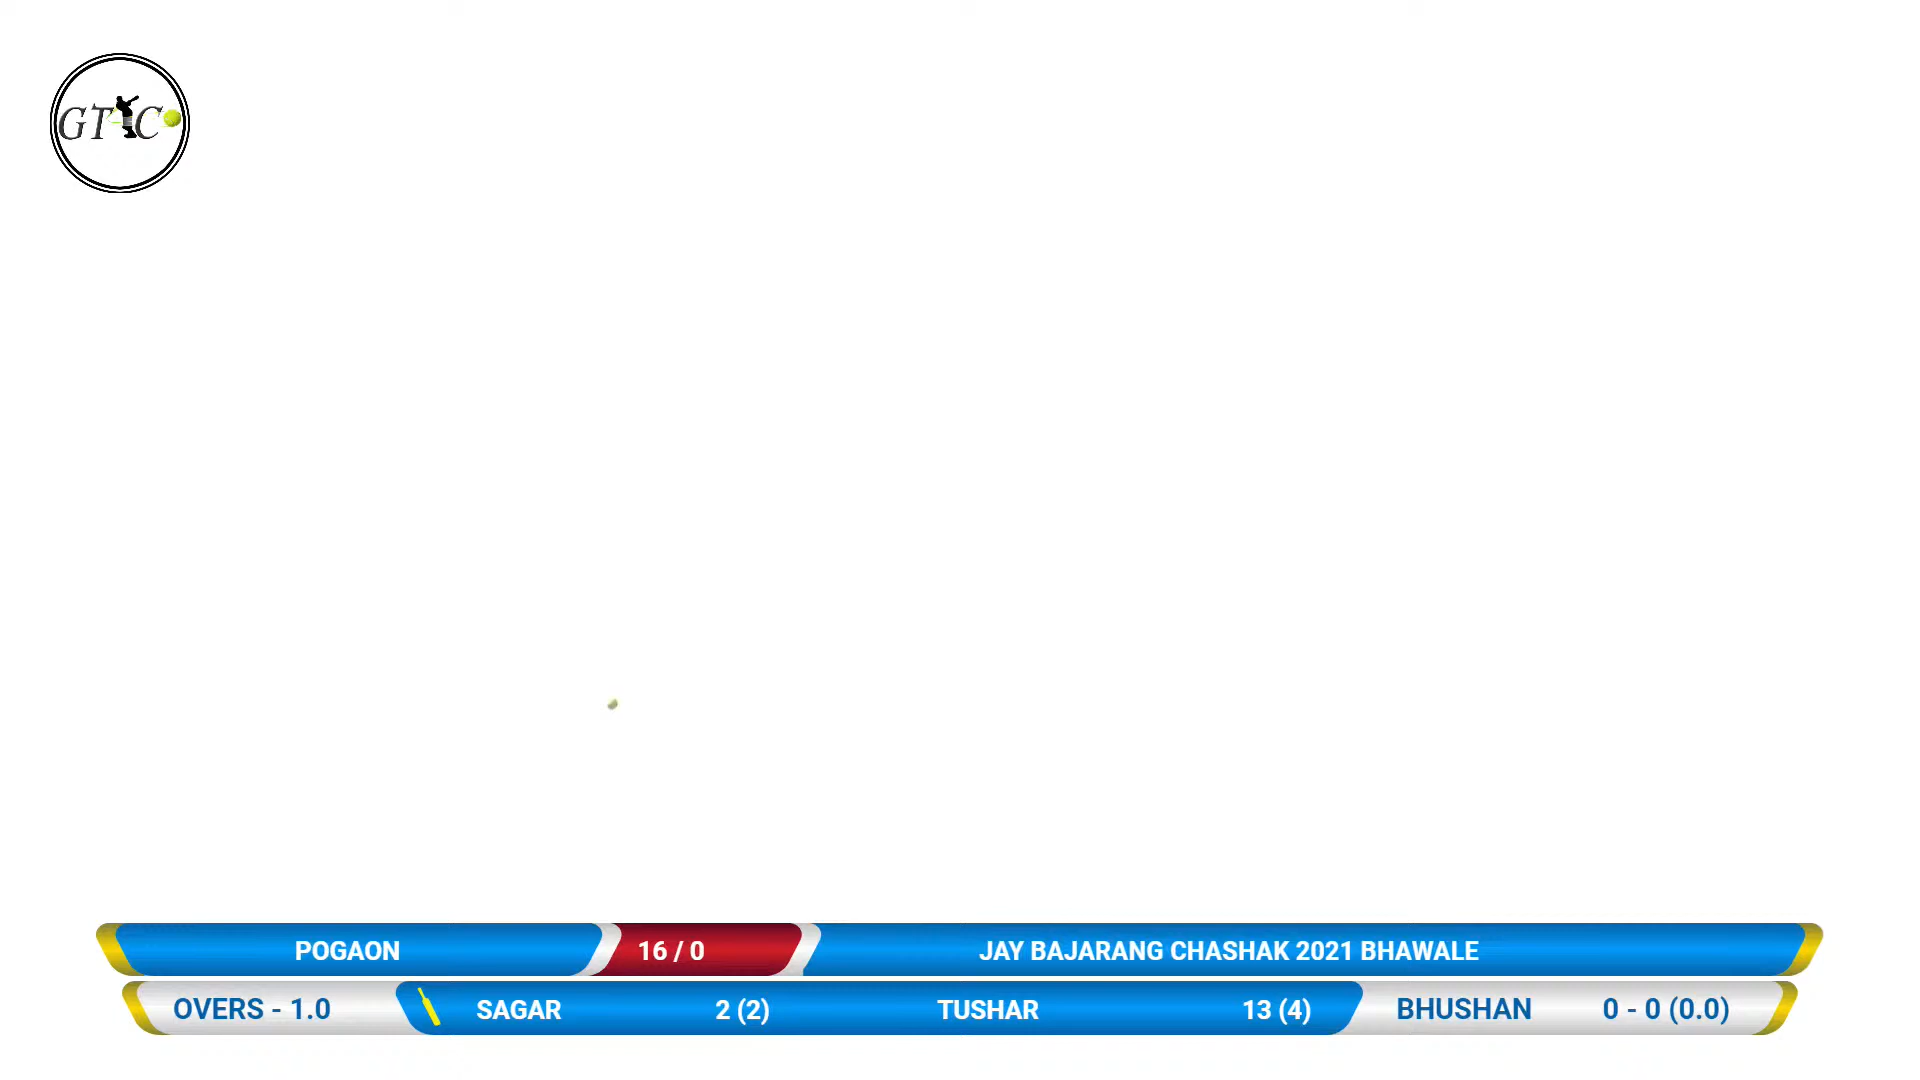 GTC
POGAON 16 / 0 JAY BAJARANG CHASHAK 2021 BHAWALE
OVERS - 1.0 SAGAR 2 (2) TUSHAR 13 (4) BHUSHAN 0 - 0 (0.0)